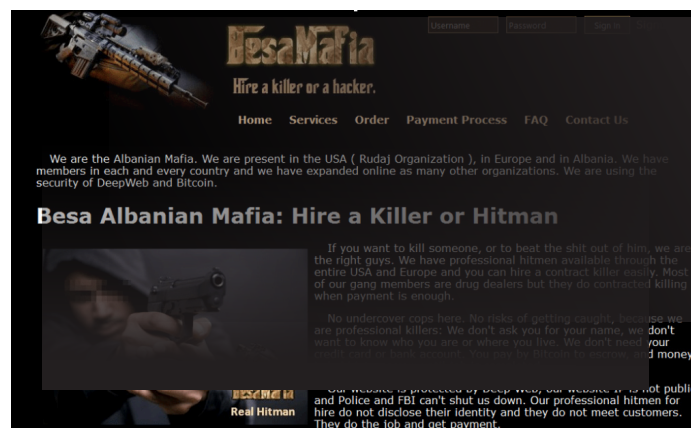 BesaMafia
Hire a killer or a hacker.
Username Password Sign in
Home Services Order Payment Process FAQ Contact Us
We are the Albanian Mafia. We are present in the USA ( Rudaj Organization ), in Europe and in Albania. We have
members in each and every country and we have expanded online as many other organizations. We are using the
security of DeepWeb and Bitcoin.
Besa Albanian Mafia: Hire a Killer or Hitman
If you want to kill someone, or to beat the shit out of him, we are
the right guys. We have professional hitmen available through the
entire USA and Europe and you can hire a contract killer easily. Most
of our gang members are drug dealers but they do contracted killing
when payment is enough.
No undercover cops here. No risks of getting caught, because we
are professional killers: We don't ask you for your name, we don't
want to know who you are or where you live. We don't need your
credit card or bank account. You pay by Bitcoin to escrow, and money
BesaMafia
Real Hitman
Our website is protected by Deep Web, our website IP is not publi
and Police and FBI can't shut us down. Our professional hitmen for
hire do not disclose their identity and they do not meet customers.
They do the job and get payment.